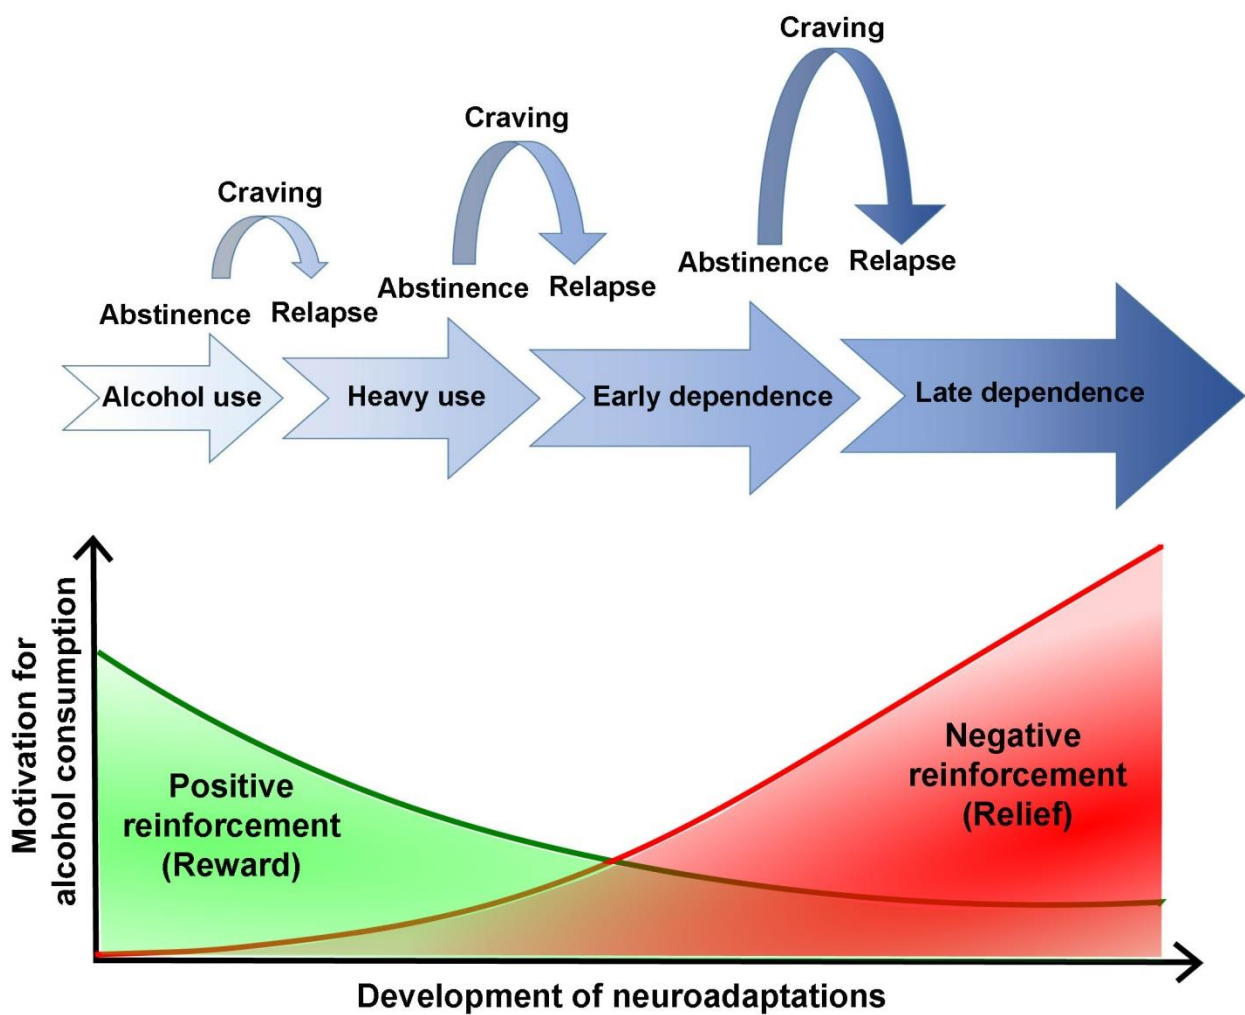 Craving
Craving
Craving
Abstinence Relapse
Abstinence Relapse
Abstinence Relapse
Alcohol use
Heavy use
Early dependence
Late dependence
Motivation for
alcohol consumption
Positive
reinforcement
(Reward)
Negative
reinforcement
(Relief)
Development of neuroadaptations